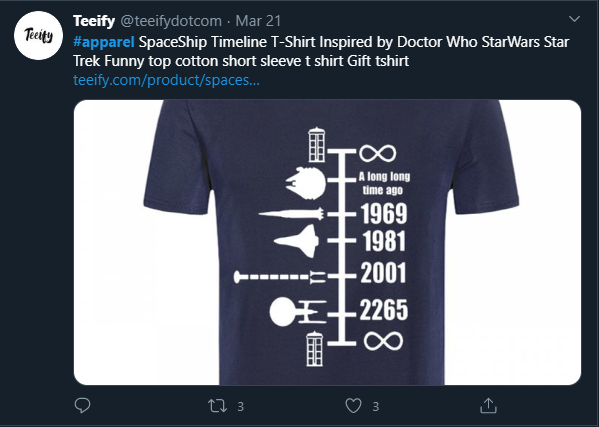 Teeify
Teeify @teeifydotcom · Mar 21
#apparel SpaceShip Timeline T-Shirt Inspired by Doctor Who StarWars Star
Trek Funny top cotton short sleeve t shirt Gift tshirt
teeify.com/product/spaces...
∞
A long long
time ago
1969
1981
2001
2265
∞
3 3